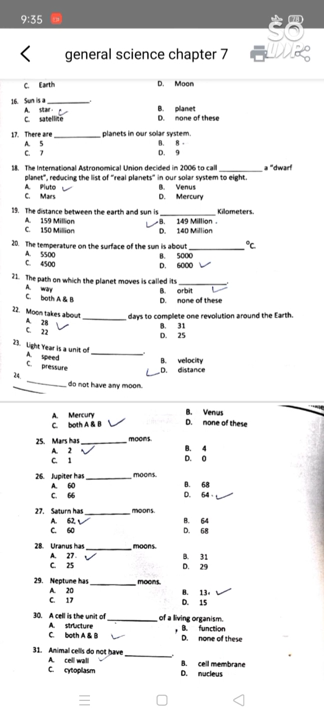 9:35
general science chapter 7
C. Earth D. Moon
16. Sun is a ________.
A. star B. planet
C. satellite D. none of these
17. There are ________ planets in our solar system.
A. 5 B. 8
C. 7 D. 9
18. The International Astronomical Union decided in 2006 to call ________ a "dwarf
planet", reducing the list of "real planets" in our solar system to eight.
A. Pluto B. Venus
C. Mars D. Mercury
19. The distance between the earth and sun is ________ Kilometers.
A. 159 Million B. 149 Million .
C. 150 Million D. 140 Million
20. The temperature on the surface of the sun is about ________ °C.
A. 5500 B. 5000
C. 4500 D. 6000
21. The path on which the planet moves is called its ________.
A. way B. orbit
C. both A & B D. none of these
22. Moon takes about ________ days to complete one revolution around the Earth.
A. 28 B. 31
C. 22 D. 25
23. Light Year is a unit of ________.
A. speed B. velocity
C. pressure D. distance
24.
________ do not have any moon.
A. Mercury B. Venus
C. both A & B D. none of these
25. Mars has ________ moons.
A. 2 B. 4
C. 1 D. 0
26. Jupiter has ________ moons.
A. 60 B. 68
C. 66 D. 64
27. Saturn has ________ moons.
A. 62 B. 64
C. 60 D. 68
28. Uranus has ________ moons.
A. 27 B. 31
C. 25 D. 29
29. Neptune has ________ moons.
A. 20 B. 13
C. 17 D. 15
30. A cell is the unit of ________ of a living organism.
A. structure B. function
C. both A & B D. none of these
31. Animal cells do not have ________.
A. cell wall B. cell membrane
C. cytoplasm D. nucleus